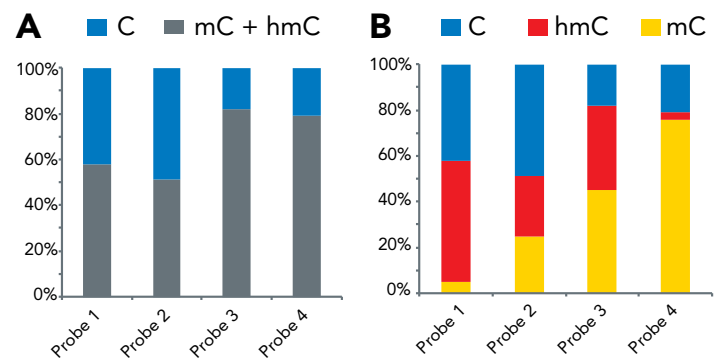 A
C
mC + hmC
100%
80%
60%
40%
20%
0%
Probe 1
Probe 2
Probe 3
Probe 4
B
C
hmC
mC
100%
80%
60%
40%
20%
0%
Probe 1
Probe 2
Probe 3
Probe 4